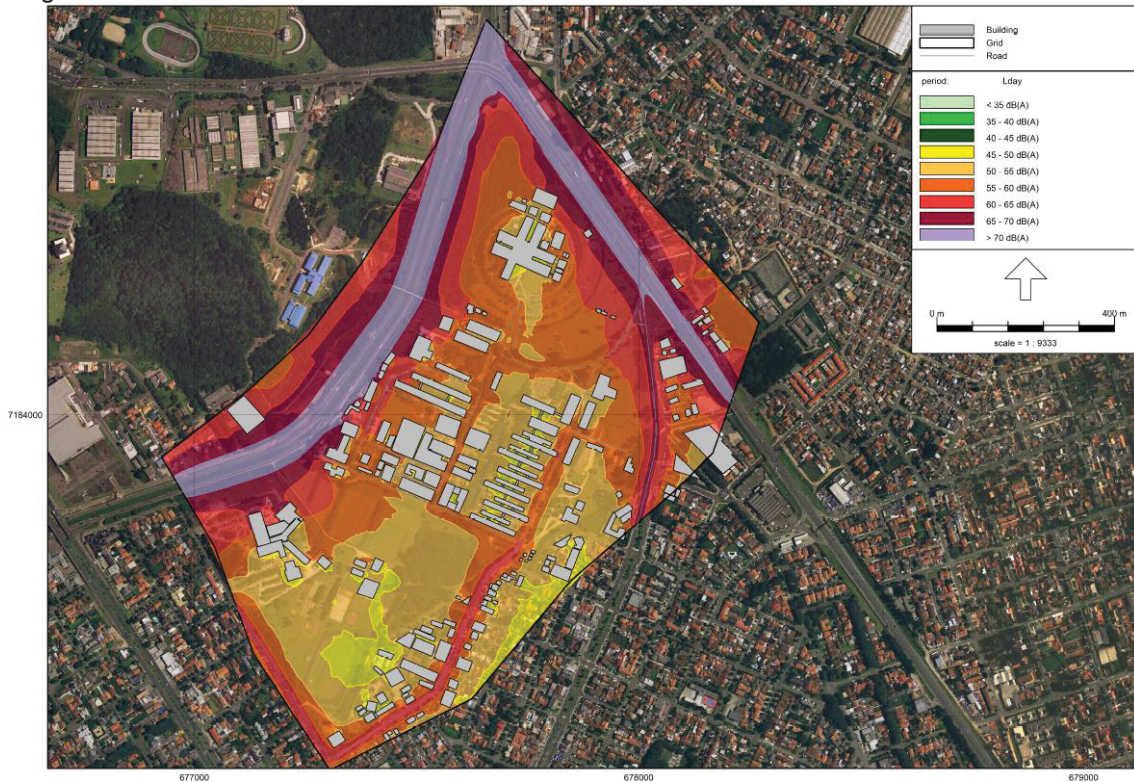 Building
Grid
Road
period: Lday
< 35 dB(A)
35 - 40 dB(A)
40 - 45 dB(A)
45 - 50 dB(A)
50 - 55 dB(A)
55 - 60 dB(A)
60 - 65 dB(A)
65 - 70 dB(A)
> 70 dB(A)
0 m 400 m
scale = 1 : 9333
7184000
677000 678000 679000